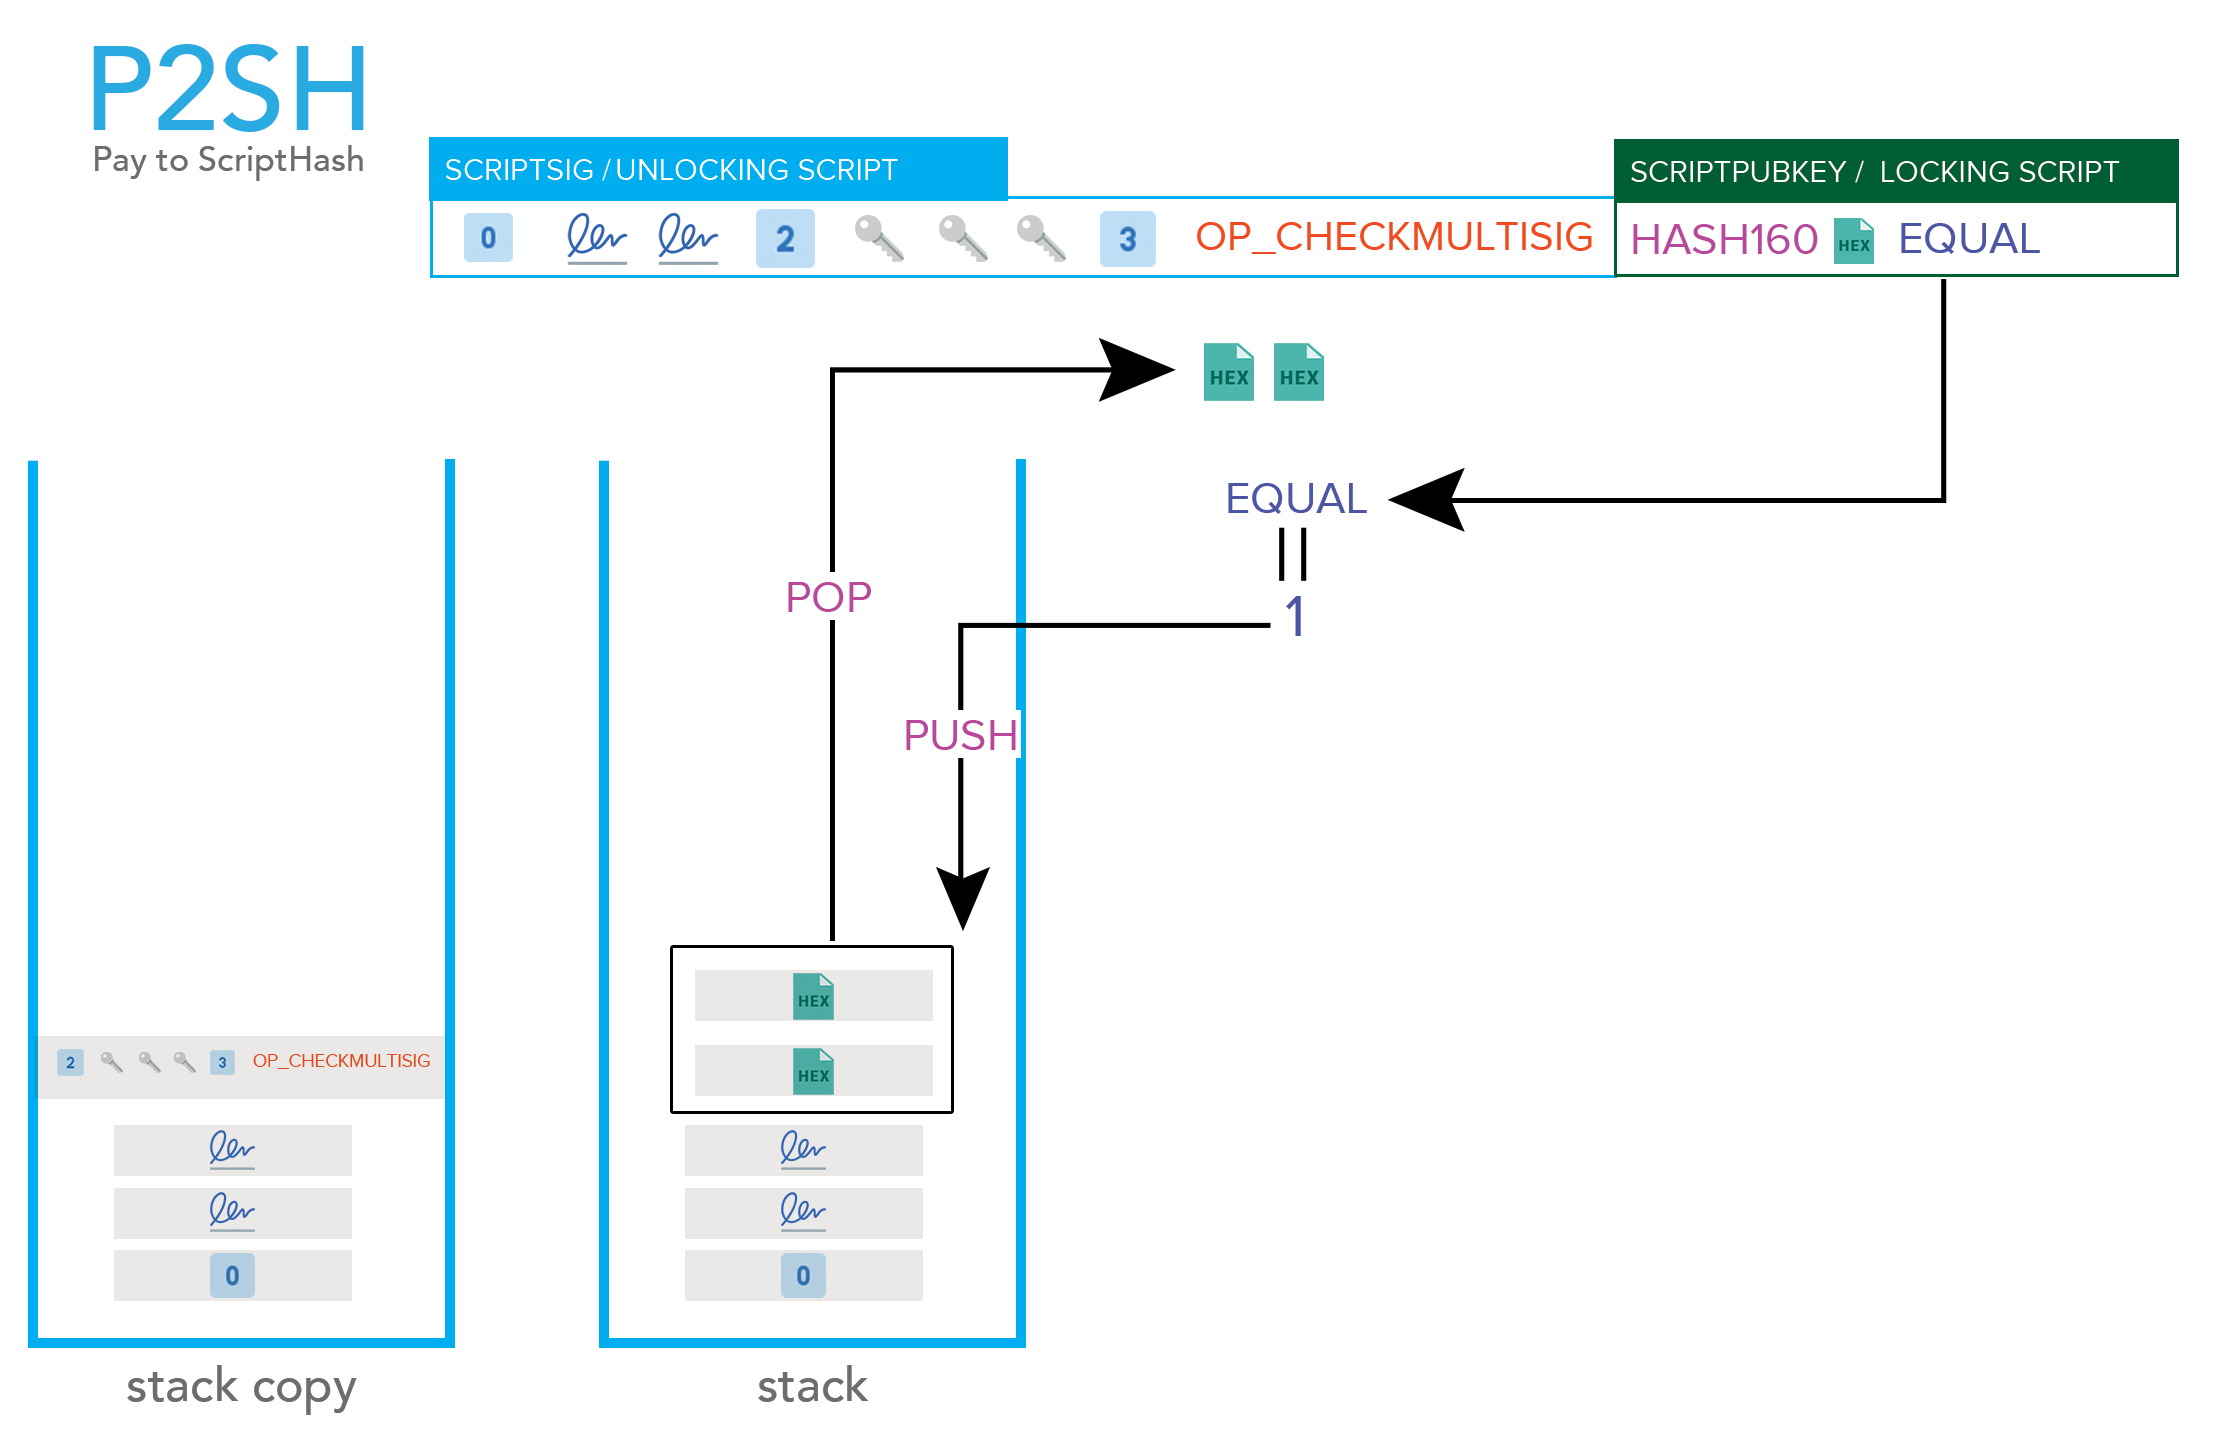 P2SH
Pay to ScriptHash
SCRIPTSIG / UNLOCKING SCRIPT
SCRIPTPUBKEY / LOCKING SCRIPT
0 2 3 OP_CHECKMULTISIG
HASH160 HEX EQUAL
HEX HEX
EQUAL
POP
1
PUSH
HEX
2 3 OP_CHECKMULTISIG
HEX
0
0
stack copy
stack